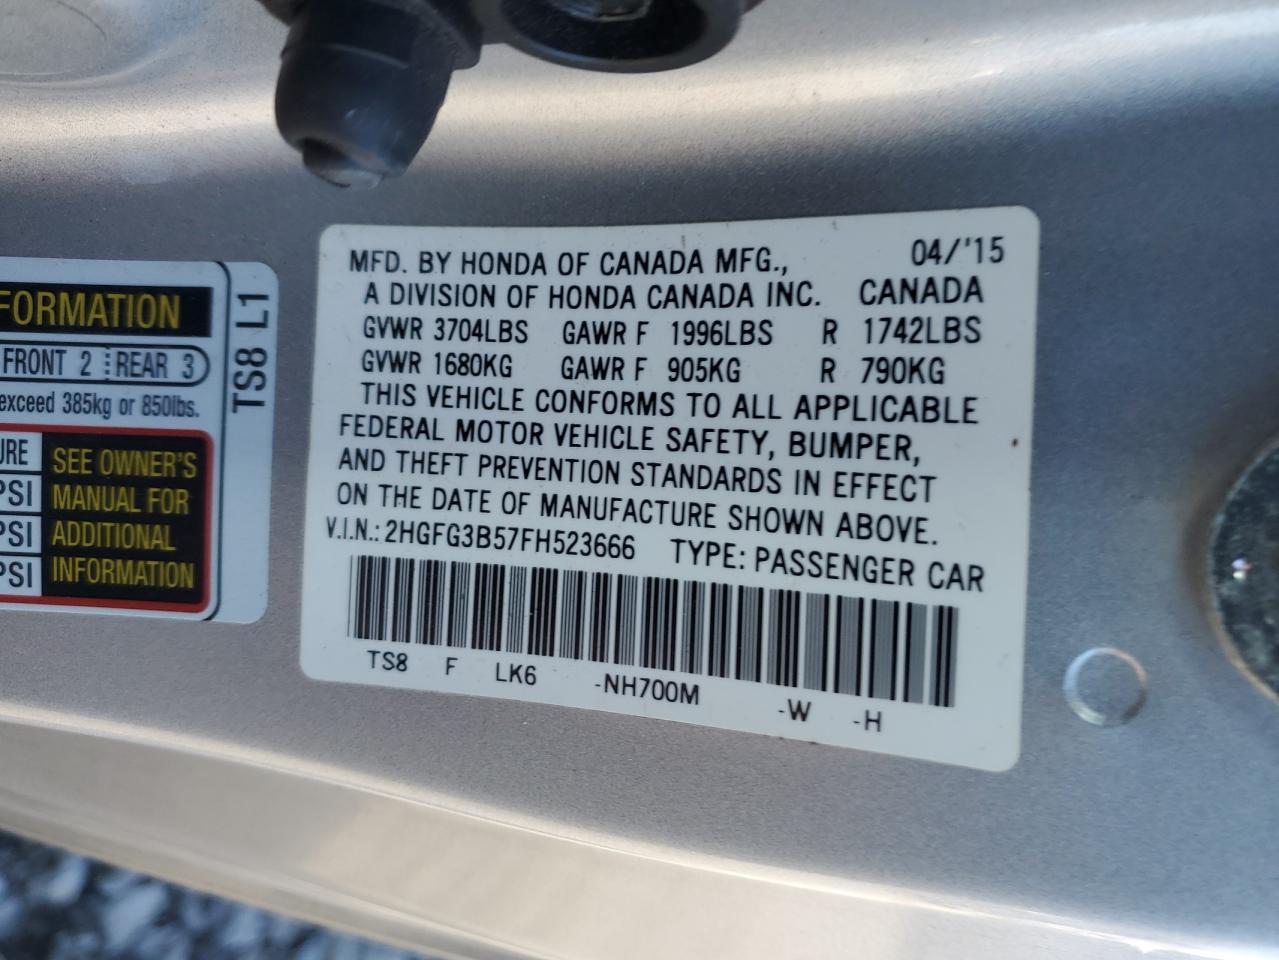 FORMATION
FRONT 2 REAR 3
exceed 385kg or 850lbs.
URE
PSI
PSI
PSI
SEE OWNER'S
MANUAL FOR
ADDITIONAL
INFORMATION
TS8 L1
MFD. BY HONDA OF CANADA MFG., 04/'15
A DIVISION OF HONDA CANADA INC. CANADA
GVWR 3704LBS GAWR F 1996LBS R 1742LBS
GVWR 1680KG GAWR F 905KG R 790KG
THIS VEHICLE CONFORMS TO ALL APPLICABLE
FEDERAL MOTOR VEHICLE SAFETY, BUMPER,
AND THEFT PREVENTION STANDARDS IN EFFECT
ON THE DATE OF MANUFACTURE SHOWN ABOVE.
V.I.N.: 2HGFG3B57FH523666 TYPE: PASSENGER CAR
TS8 F LK6 -NH700M -W -H